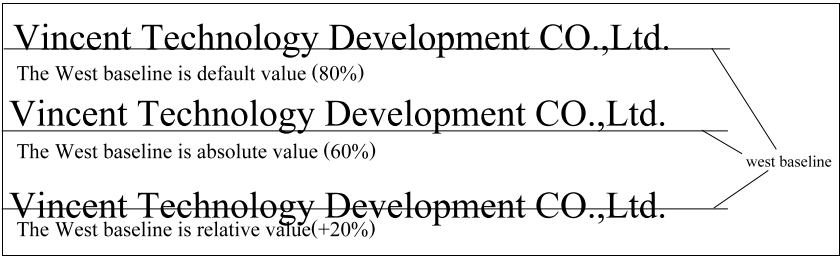 Vincent Technology Development CO.,Ltd.
The West baseline is default value (80%)
Vincent Technology Development CO.,Ltd.
The West baseline is absolute value (60%)
west baseline
Vincent Technology Development CO.,Ltd.
The West baseline is relative value(+20%)